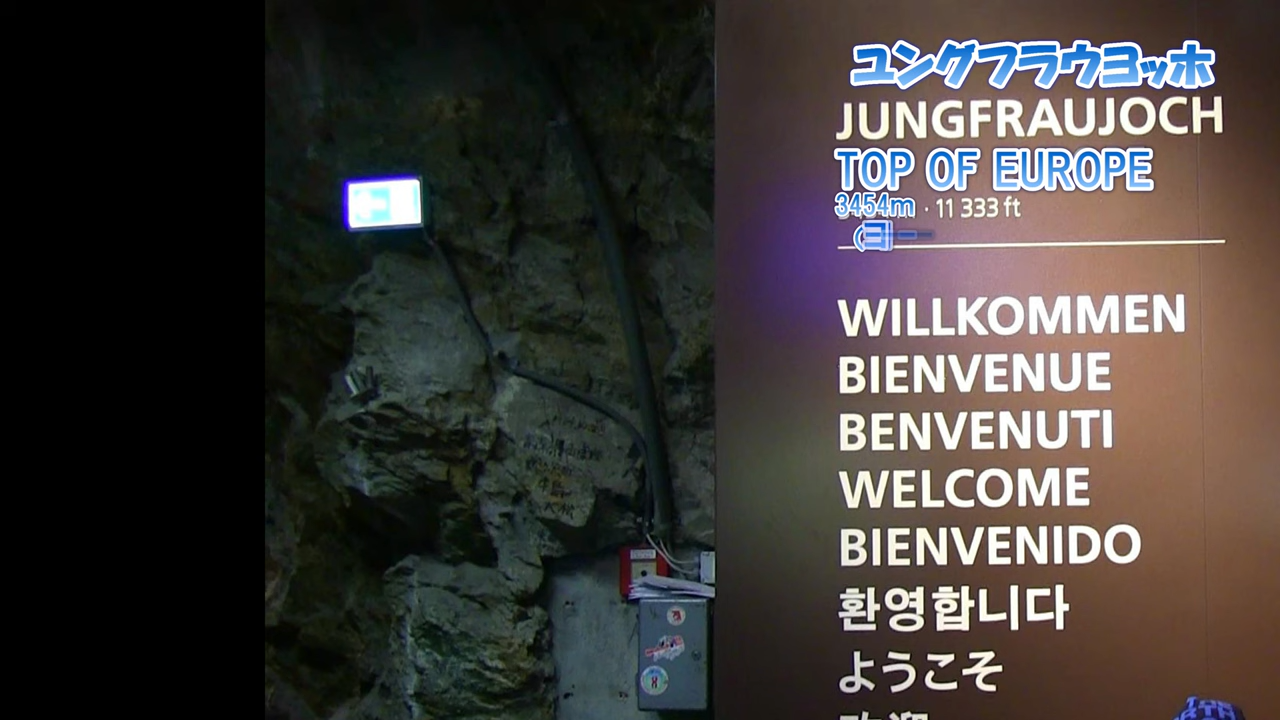 ユングフラウヨッホ
JUNGFRAUJOCH
TOP OF EUROPE
3454m · 11 333 ft
WILLKOMMEN
BIENVENUE
BENVENUTI
WELCOME
BIENVENIDO
환영합니다
ようこそ